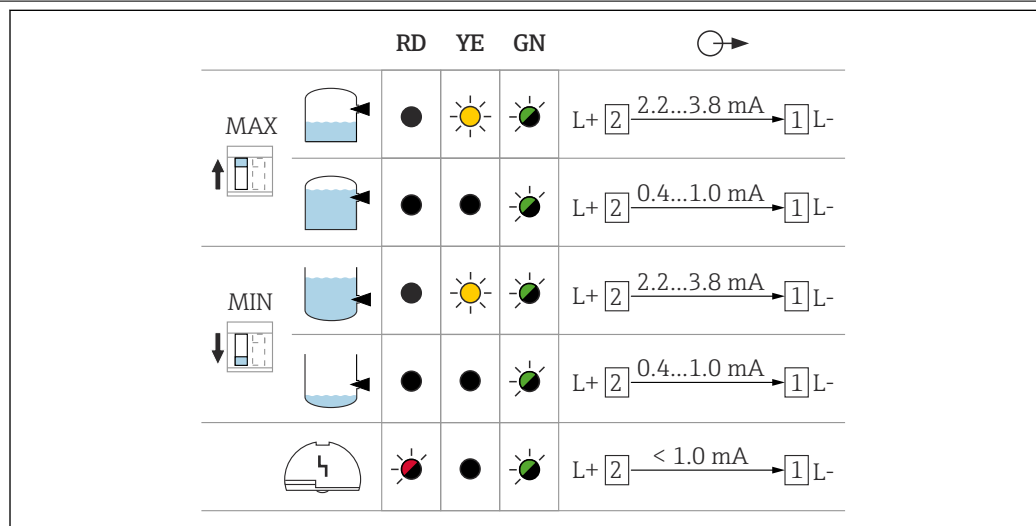 RD YE GN
MAX
L+ 2 2.2...3.8 mA 1 L-
L+ 2 0.4...1.0 mA 1 L-
MIN
L+ 2 2.2...3.8 mA 1 L-
L+ 2 0.4...1.0 mA 1 L-
L+ 2 < 1.0 mA 1 L-